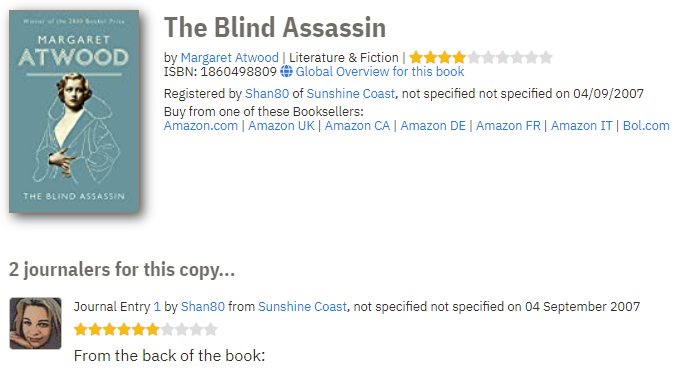 Winner of the 2000 Booker Prize
MARGARET
ATWOOD
THE BLIND ASSASSIN
The Blind Assassin
by Margaret Atwood | Literature & Fiction |
ISBN: 1860498809 Global Overview for this book
Registered by Shan80 of Sunshine Coast, not specified not specified on 04/09/2007
Buy from one of these Booksellers:
Amazon.com | Amazon UK | Amazon CA | Amazon DE | Amazon FR | Amazon IT | Bol.com
2 journalers for this copy...
Journal Entry 1 by Shan80 from Sunshine Coast, not specified not specified on 04 September 2007
From the back of the book: